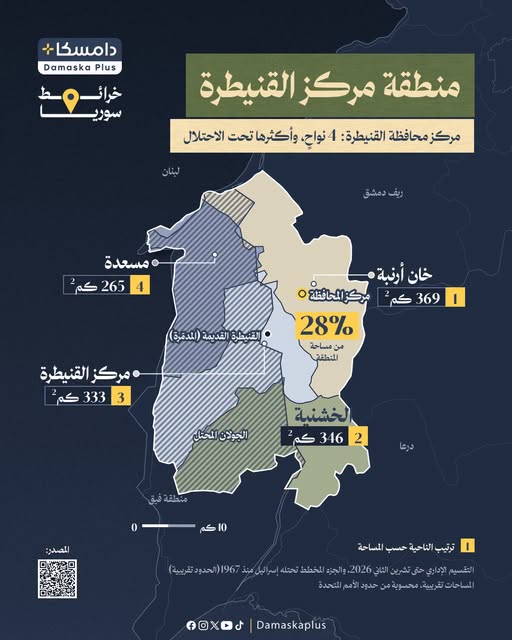 دامسكا+
Damaska Plus
خرائط
سوريا
منطقة مركز القنيطرة
مركز محافظة القنيطرة: 4 نواحٍ، وأكثرها تحت الاحتلال
لبنان
ريف دمشق
مسعدة
4 265 كم²
خان أرنبة
1 369 كم²
مركز المحافظة
28%
من مساحة
المنطقة
القنيطرة القديمة (المدمّرة)
مركز القنيطرة
3 333 كم²
الخشنية
2 346 كم²
الجولان المحتل
درعا
منطقة فيق
0 10 كم
1 ترتيب الناحية حسب المساحة
المصدر:
التقسيم الإداري حتى تشرين الثاني 2026، والجزء المخطط تحتله إسرائيل منذ 1967 (الحدود تقريبية)
المساحات تقريبية، محسوبة من حدود الأمم المتحدة
Damaskaplus